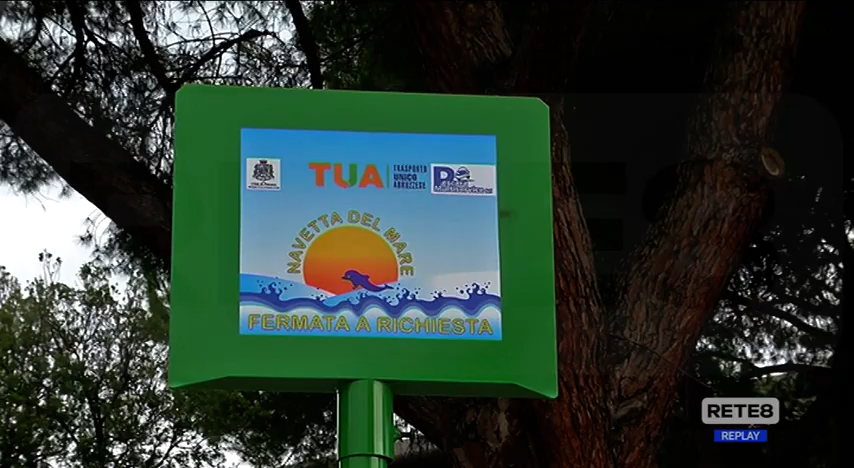 TUA
TRASPORTO
UNICO
ABRUZZESE
NAVETTA DEL MARE
FERMATA A RICHIESTA
RETE8
REPLAY